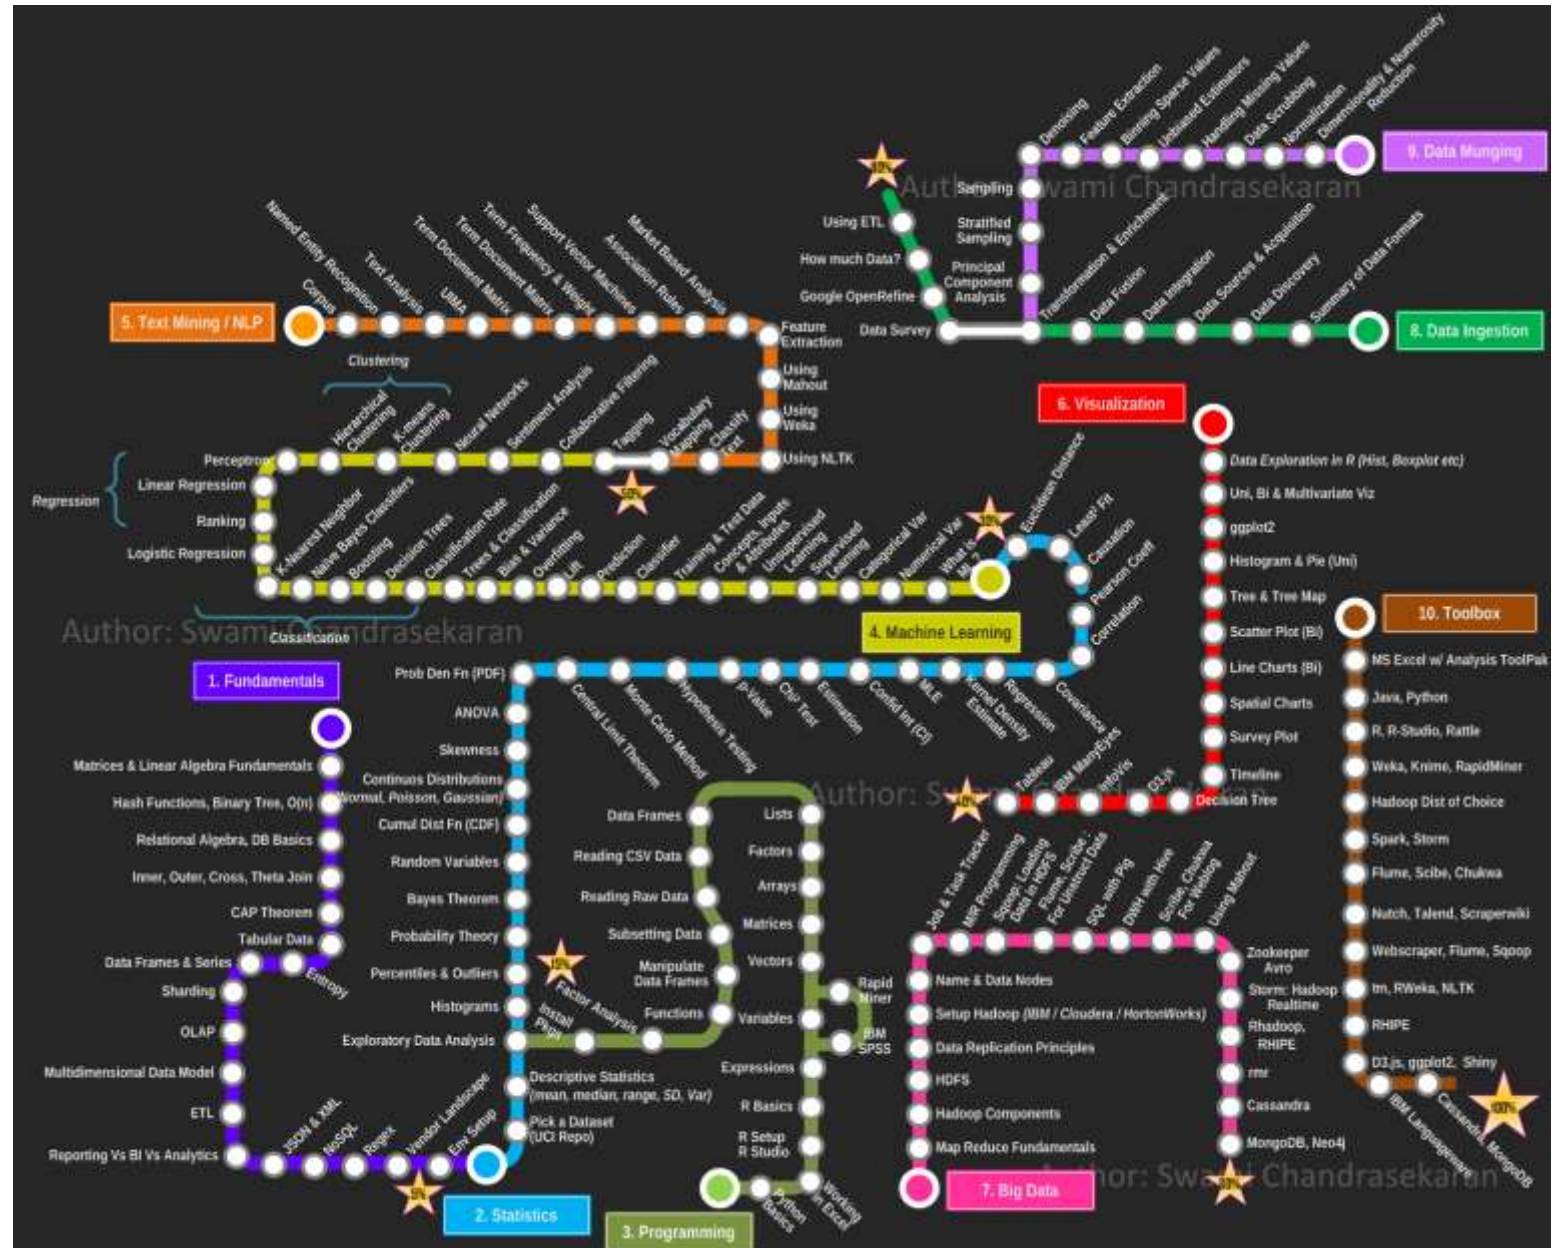 Denoising
Feature Extraction
Binning Sparse Values
Unbiased Estimators
Handling Missing Values
Data Scrubbing
Normalization
Dimensionality & Numerosity
Reduction
9. Data Munging
Author: Swami Chandrasekaran
Sampling
Stratified
Sampling
Principal
Component
Analysis
Using ETL
How much Data?
Google OpenRefine
Data Survey
Transformation & Enrichment
Data Fusion
Data Integration
Data Sources & Acquisition
Data Discovery
Summary of Data Formats
8. Data Ingestion
5. Text Mining / NLP
Corpus
Named Entity Recognition
Text Analysis
UIMA
Term Document Matrix
Term Document Matrix
Term Frequency & Weight
Support Vector Machines
Association Rules
Market Based Analysis
Feature
Extraction
Using
Mahout
Using
Weka
Using NLTK
Classify
Text
Vocabulary
Mapping
Tagging
50%
Collaborative Filtering
Sentiment Analysis
Neural Networks
K-means
Clustering
Hierarchical
Clustering
Clustering
Perceptron
Linear Regression
Regression
Ranking
Logistic Regression
K-Nearest Neighbor
Naive Bayes Classifiers
Boosting
Decision Trees
Classification Rate
Trees & Classification
Bias & Variance
Overfitting
Lift
Prediction
Classifier
Training & Test Data
Concepts, Inputs
& Attributes
Unsupervised
Learning
Supervised
Learning
Categorical Var
Numerical Var
What is
ML?
30%
Classification
Author: Swami Chandrasekaran
4. Machine Learning
Euclidean Distance
Least Fit
Causation
Pearson Coeff
Correlation
Covariance
Regression
Kernel Density
Estimate
MLE
Confid Int (CI)
Estimation
Chi² Test
p-Value
Hypothesis Testing
Monte Carlo Method
Central Limit Theorem
Prob Den Fn (PDF)
ANOVA
Skewness
Continuos Distributions
(Normal, Poisson, Gaussian)
Cumul Dist Fn (CDF)
Random Variables
Bayes Theorem
Probability Theory
Percentiles & Outliers
Histograms
Exploratory Data Analysis
Descriptive Statistics
(mean, median, range, SD, Var)
Pick a Dataset
(UCI Repo)
2. Statistics
1. Fundamentals
Matrices & Linear Algebra Fundamentals
Hash Functions, Binary Tree, O(n)
Relational Algebra, DB Basics
Inner, Outer, Cross, Theta Join
CAP Theorem
Tabular Data
Entropy
Data Frames & Series
Sharding
OLAP
Multidimensional Data Model
ETL
Reporting Vs BI Vs Analytics
JSON & XML
NoSQL
Regex
Vendor Landscape
Env Setup
5%
15%
Install
Pkgs
Factor Analysis
Functions
Manipulate
Data Frames
Subsetting Data
Reading Raw Data
Reading CSV Data
Data Frames
Lists
Factors
Arrays
Matrices
Vectors
Variables
Rapid
Miner
IBM
SPSS
Expressions
R Basics
R Setup
R Studio
Working
in Excel
Python
Basics
3. Programming
6. Visualization
Data Exploration in R (Hist, Boxplot etc)
Uni, Bi & Multivariate Viz
ggplot2
Histogram & Pie (Uni)
Tree & Tree Map
Scatter Plot (Bi)
Line Charts (Bi)
Spatial Charts
Survey Plot
Timeline
Decision Tree
D3.js
InfoVis
IBM ManyEyes
Tableau
40%
Author: Swami Chandrasekaran
7. Big Data
Map Reduce Fundamentals
Hadoop Components
HDFS
Data Replication Principles
Setup Hadoop (IBM / Cloudera / HortonWorks)
Name & Data Nodes
Job & Task Tracker
M/R Programming
Sqoop: Loading
Data in HDFS
Flume, Scribe :
For Unstruct Data
SQL with Pig
DWH with Hive
Scribe, Chukwa
For Weblog
Using Mahout
Zookeeper
Avro
Storm: Hadoop
Realtime
Rhadoop,
RHIPE
rmr
Cassandra
MongoDB, Neo4j
Author: Swami Chandrasekaran
10. Toolbox
MS Excel w/ Analysis ToolPak
Java, Python
R, R-Studio, Rattle
Weka, Knime, RapidMiner
Hadoop Dist of Choice
Spark, Storm
Flume, Scibe, Chukwa
Nutch, Talend, Scraperwiki
Webscraper, Flume, Sqoop
tm, RWeka, NLTK
RHIPE
D3.js, ggplot2, Shiny
IBM Languageware
Cassandra, MongoDB
100%